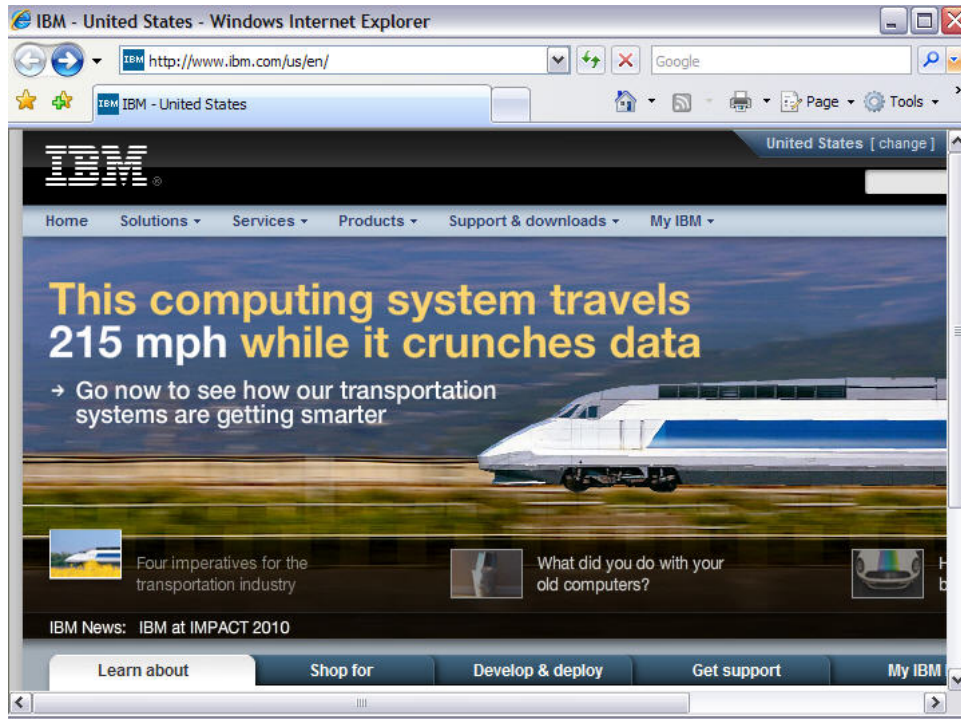 IBM - United States - Windows Internet Explorer
IBM http://www.ibm.com/us/en/
Google
IBM IBM - United States
Page Tools
United States [ change ]
IBM®
Home Solutions Services Products Support & downloads My IBM
This computing system travels
215 mph while it crunches data
→ Go now to see how our transportation
systems are getting smarter
Four imperatives for the
transportation industry
What did you do with your
old computers?
IBM News: IBM at IMPACT 2010
Learn about Shop for Develop & deploy Get support My IBM